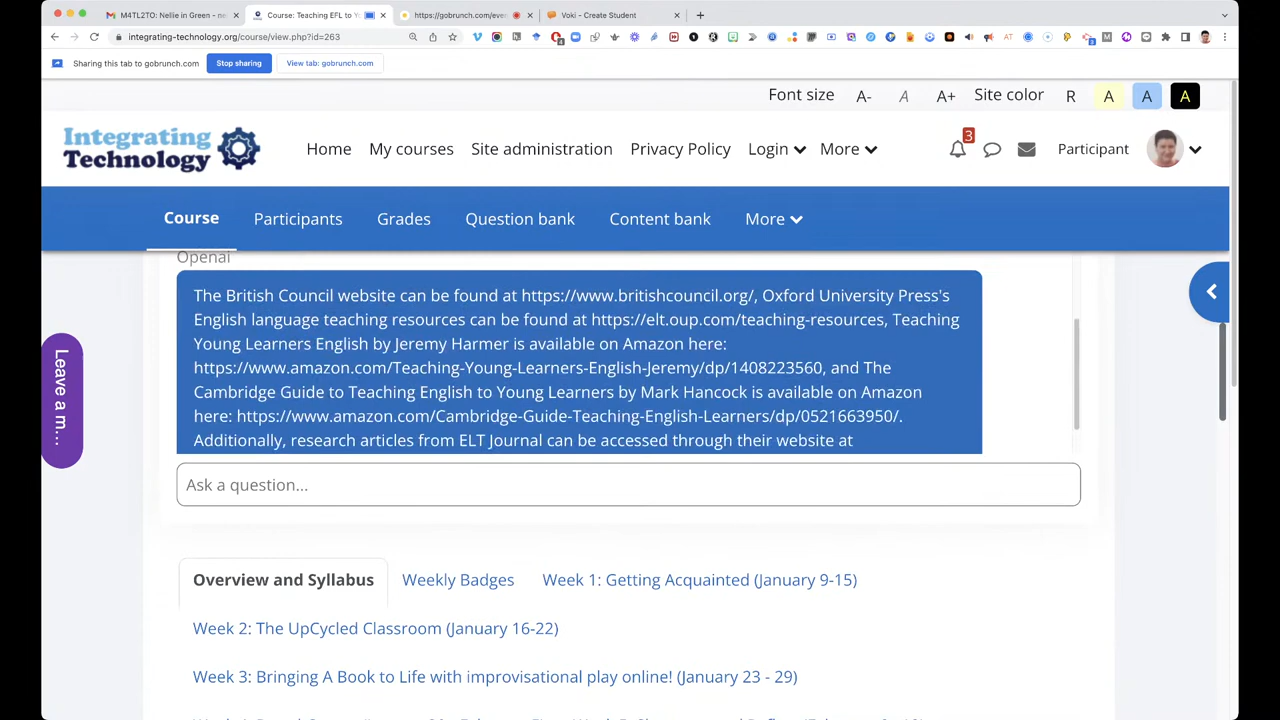 M4TL2TO: Nellie in Green - ne
Course: Teaching EFL to Yo
https://gobrunch.com/eve
Voki - Create Student
integrating-technology.org/course/view.php?id=263
Sharing this tab to gobrunch.com
Stop sharing
View tab: gobrunch.com
Font size A- A A+ Site color R A A A
Integrating
Technology
Home My courses Site administration Privacy Policy Login More
3
Participant
Course Participants Grades Question bank Content bank More
Openai
The British Council website can be found at https://www.britishcouncil.org/, Oxford University Press's
English language teaching resources can be found at https://elt.oup.com/teaching-resources, Teaching
Young Learners English by Jeremy Harmer is available on Amazon here:
https://www.amazon.com/Teaching-Young-Learners-English-Jeremy/dp/1408223560, and The
Cambridge Guide to Teaching English to Young Learners by Mark Hancock is available on Amazon
here: https://www.amazon.com/Cambridge-Guide-Teaching-English-Learners/dp/0521663950/.
Additionally, research articles from ELT Journal can be accessed through their website at
Leave a m...
Ask a question...
Overview and Syllabus Weekly Badges Week 1: Getting Acquainted (January 9-15)
Week 2: The UpCycled Classroom (January 16-22)
Week 3: Bringing A Book to Life with improvisational play online! (January 23 - 29)